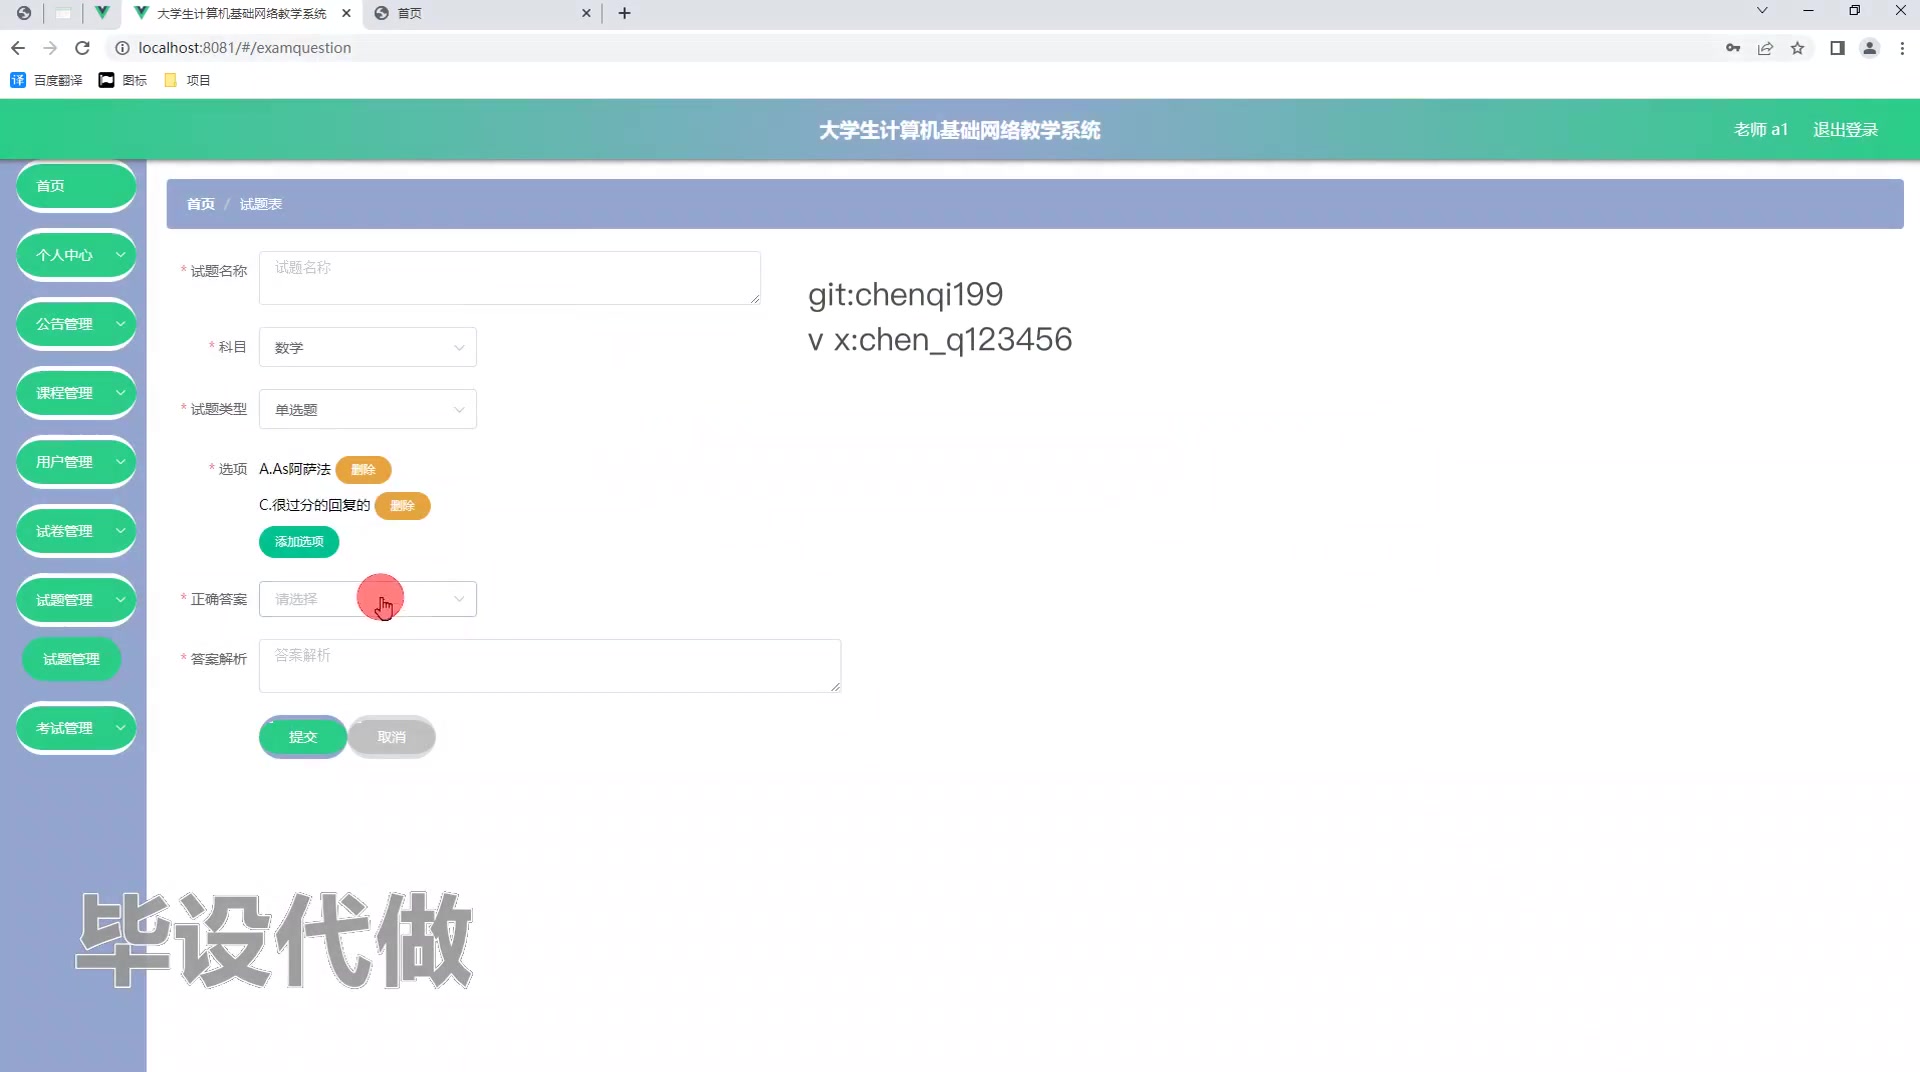 大学生计算机基础网络教学系统
首页
localhost:8081/#/examquestion
百度翻译
图标
项目
大学生计算机基础网络教学系统
老师 a1
退出登录
首页
个人中心
公告管理
课程管理
用户管理
试卷管理
试题管理
试题管理
考试管理
首页 / 试题表
* 试题名称
试题名称
* 科目
数学
* 试题类型
单选题
* 选项
A.As阿萨法
删除
C.很过分的回复的
删除
添加选项
* 正确答案
请选择
* 答案解析
答案解析
提交
取消
git:chenqi199
v x:chen_q123456
毕设代做